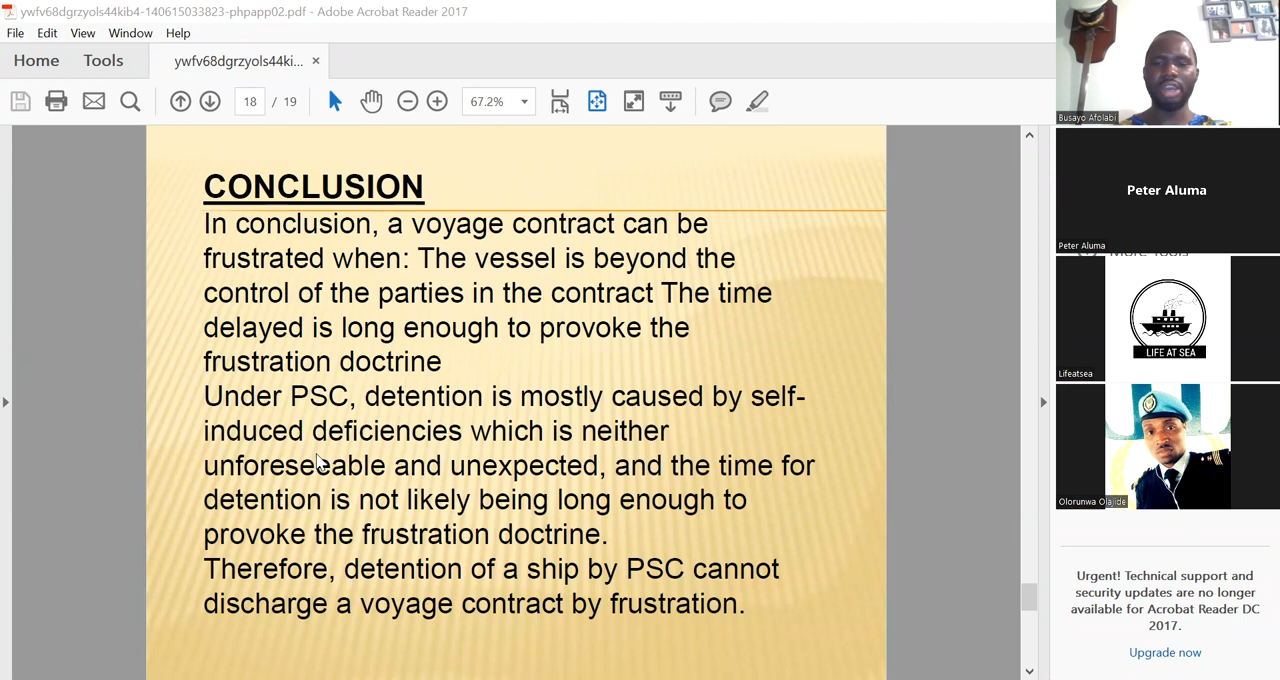 ywfv68dgrzyols44kib4-140615033823-phpapp02.pdf - Adobe Acrobat Reader 2017
File Edit View Window Help
Home Tools ywfv68dgrzyols44ki... ×
18 / 19 67.2%
CONCLUSION
In conclusion, a voyage contract can be
frustrated when: The vessel is beyond the
control of the parties in the contract The time
delayed is long enough to provoke the
frustration doctrine
Under PSC, detention is mostly caused by self-
induced deficiencies which is neither
unforeseeable and unexpected, and the time for
detention is not likely being long enough to
provoke the frustration doctrine.
Therefore, detention of a ship by PSC cannot
discharge a voyage contract by frustration.
Busayo Afolabi
Peter Aluma
Peter Aluma
More Tools
LIFE AT SEA
Lifeatsea
Olorunwa Olajide
Urgent! Technical support and
security updates are no longer
available for Acrobat Reader DC
2017.
Upgrade now